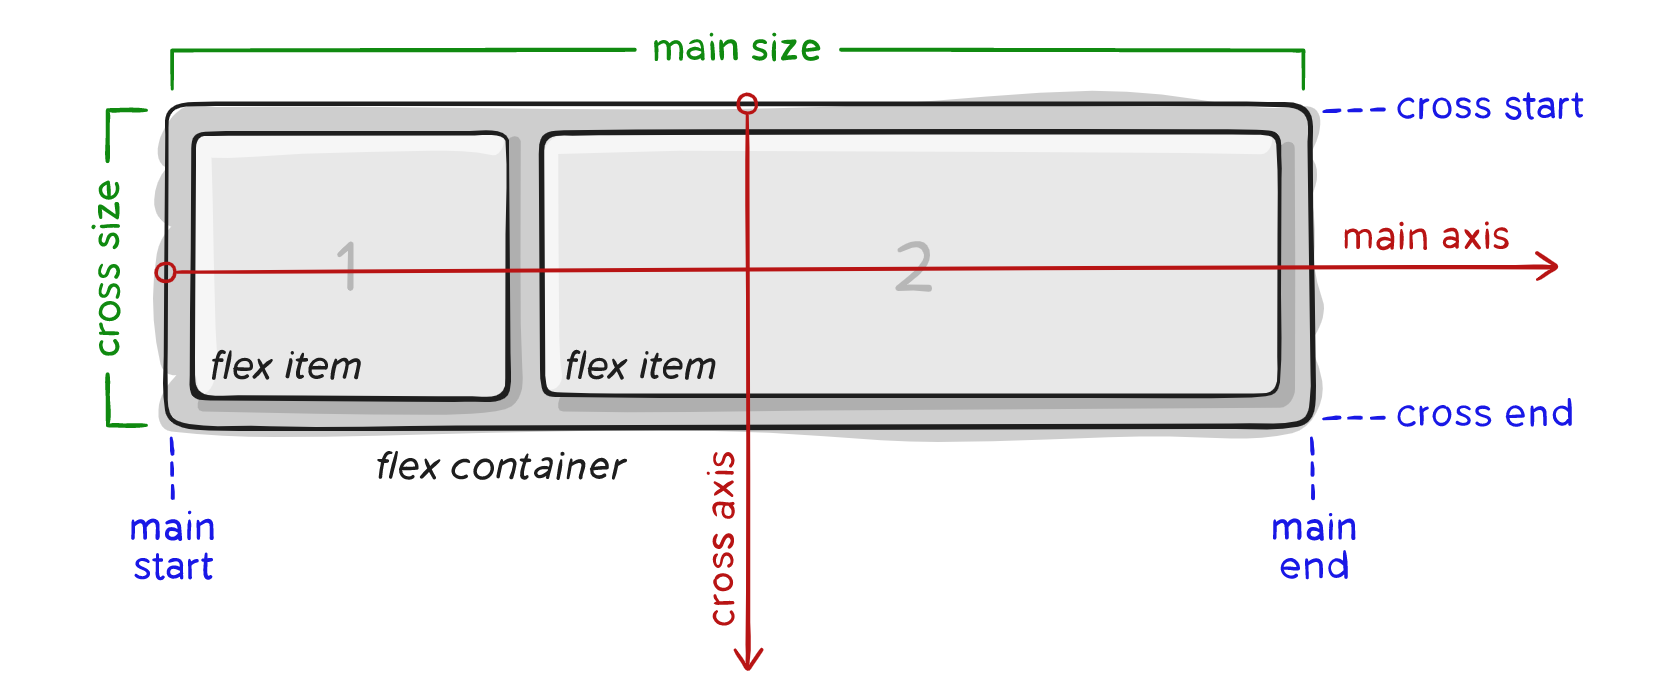 main size
cross start
cross size
main axis
1
2
flex item
flex item
cross end
flex container
cross axis
main
start
main
end